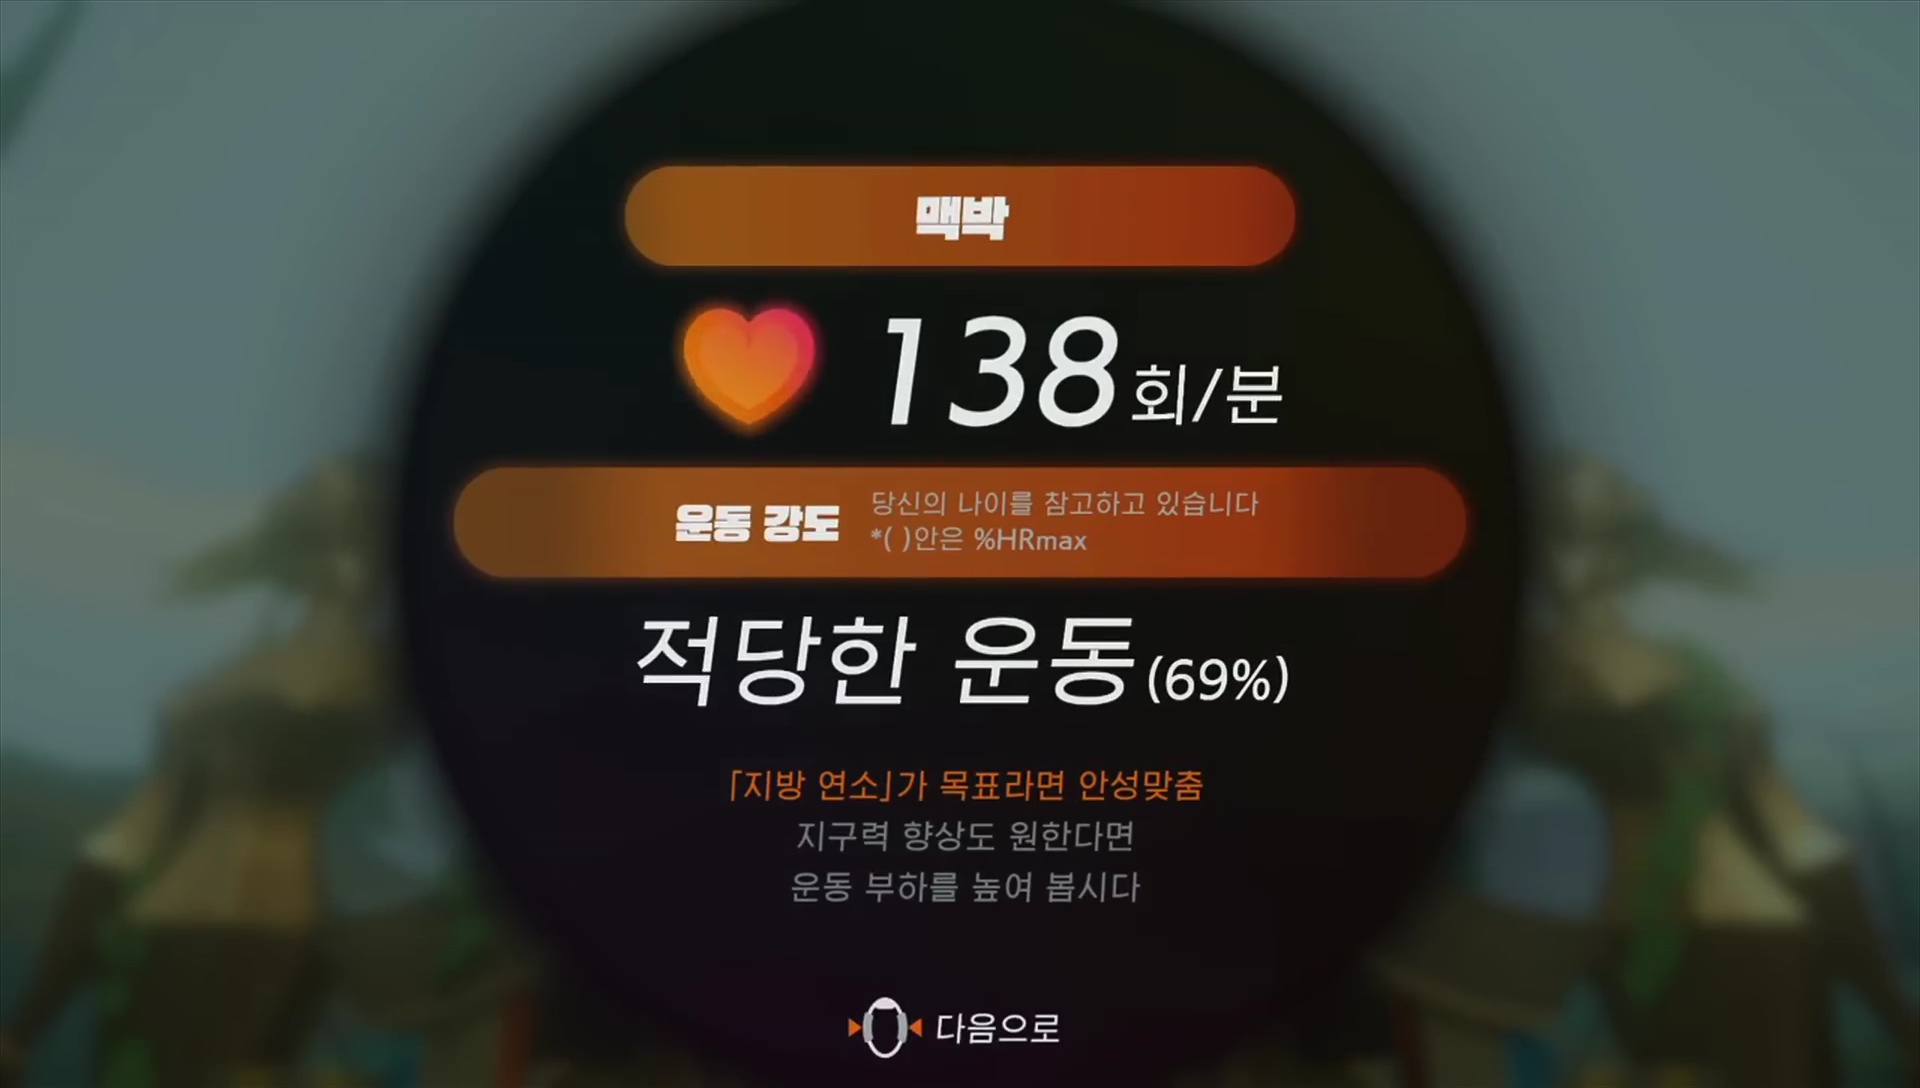 맥박
138회/분
운동 강도
당신의 나이를 참고하고 있습니다
*( )안은 %HRmax
적당한 운동(69%)
「지방 연소」가 목표라면 안성맞춤
지구력 향상도 원한다면
운동 부하를 높여 봅시다
다음으로